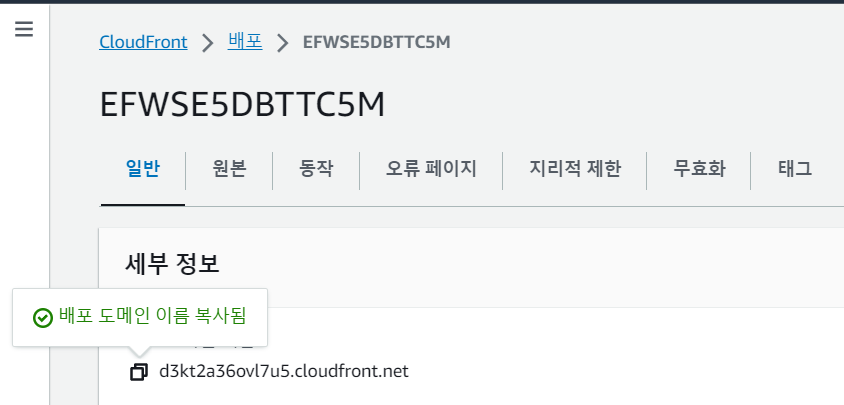 CloudFront > 배포 > EFWSE5DBTTC5M
EFWSE5DBTTC5M
일반 원본 동작 오류 페이지 지리적 제한 무효화 태그
세부 정보
배포 도메인 이름 복사됨
d3kt2a36ovl7u5.cloudfront.net